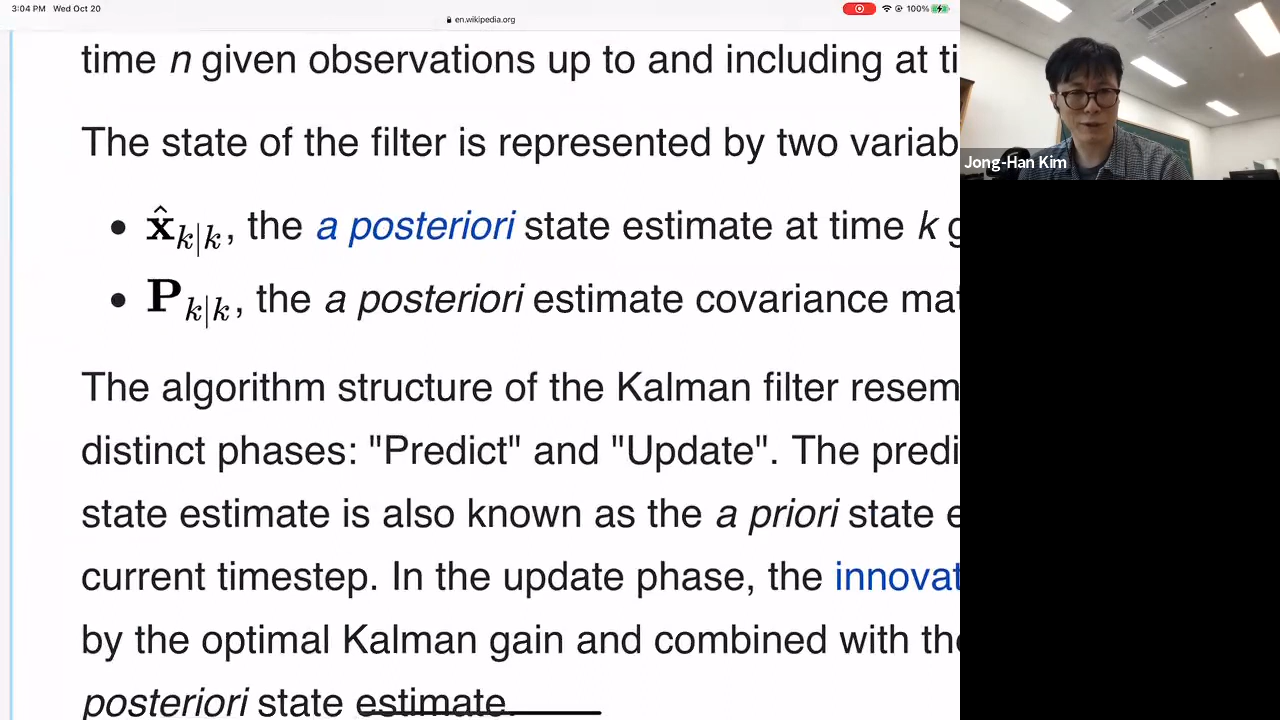 3:04 PM Wed Oct 20
100%
en.wikipedia.org
time n given observations up to and including at ti
The state of the filter is represented by two variab
• x̂ₖ|ₖ, the a posteriori state estimate at time k g
• Pₖ|ₖ, the a posteriori estimate covariance mat
The algorithm structure of the Kalman filter resem
distinct phases: "Predict" and "Update". The predi
state estimate is also known as the a priori state e
current timestep. In the update phase, the innovat
by the optimal Kalman gain and combined with the
posteriori state estimate.
Jong-Han Kim